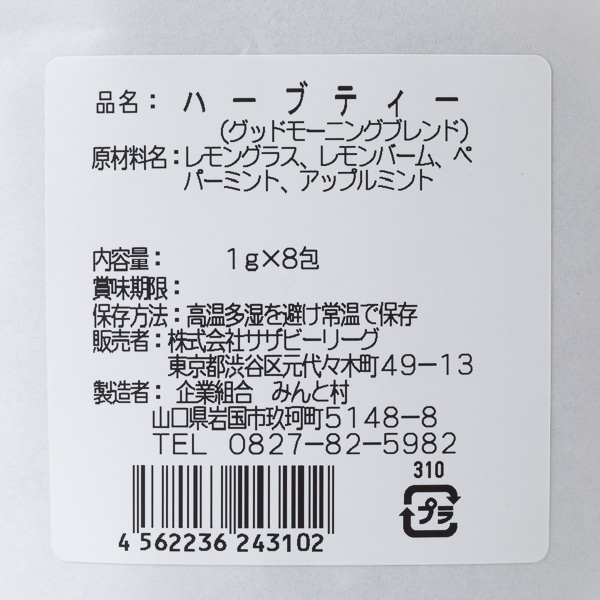 品名： ハーブティー
（グッドモーニングブレンド）
原材料名：レモングラス、レモンバーム、ペ
パーミント、アップルミント
内容量： 1ｇ×8包
賞味期限：
保存方法：高温多湿を避け常温で保存
販売者：株式会社サザビーリーグ
東京都渋谷区元代々木町49-13
製造者： 企業組合 みんと村
山口県岩国市玖珂町5148-8
TEL 0827-82-5982
310
プラ
4 562236 243102